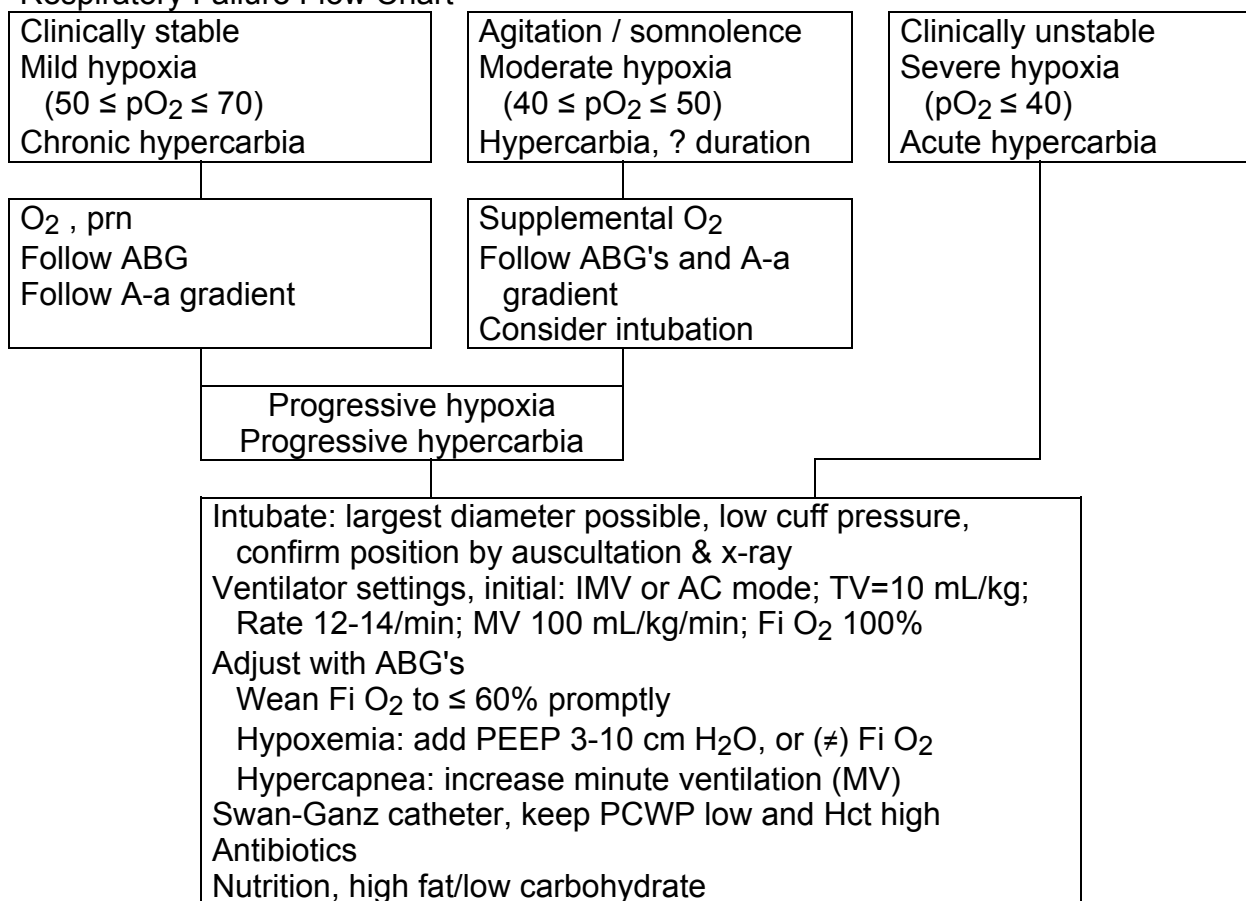 Respiratory Failure Flow Chart
Clinically stable
Mild hypoxia
(50 ≤ pO2 ≤ 70)
Chronic hypercarbia
Agitation / somnolence
Moderate hypoxia
(40 ≤ pO2 ≤ 50)
Hypercarbia, ? duration
Clinically unstable
Severe hypoxia
(pO2 ≤ 40)
Acute hypercarbia
O2 , prn
Follow ABG
Follow A-a gradient
Supplemental O2
Follow ABG's and A-a
gradient
Consider intubation
Progressive hypoxia
Progressive hypercarbia
Intubate: largest diameter possible, low cuff pressure,
confirm position by auscultation & x-ray
Ventilator settings, initial: IMV or AC mode; TV=10 mL/kg;
Rate 12-14/min; MV 100 mL/kg/min; Fi O2 100%
Adjust with ABG's
Wean Fi O2 to ≤ 60% promptly
Hypoxemia: add PEEP 3-10 cm H2O, or (≠) Fi O2
Hypercapnea: increase minute ventilation (MV)
Swan-Ganz catheter, keep PCWP low and Hct high
Antibiotics
Nutrition, high fat/low carbohydrate